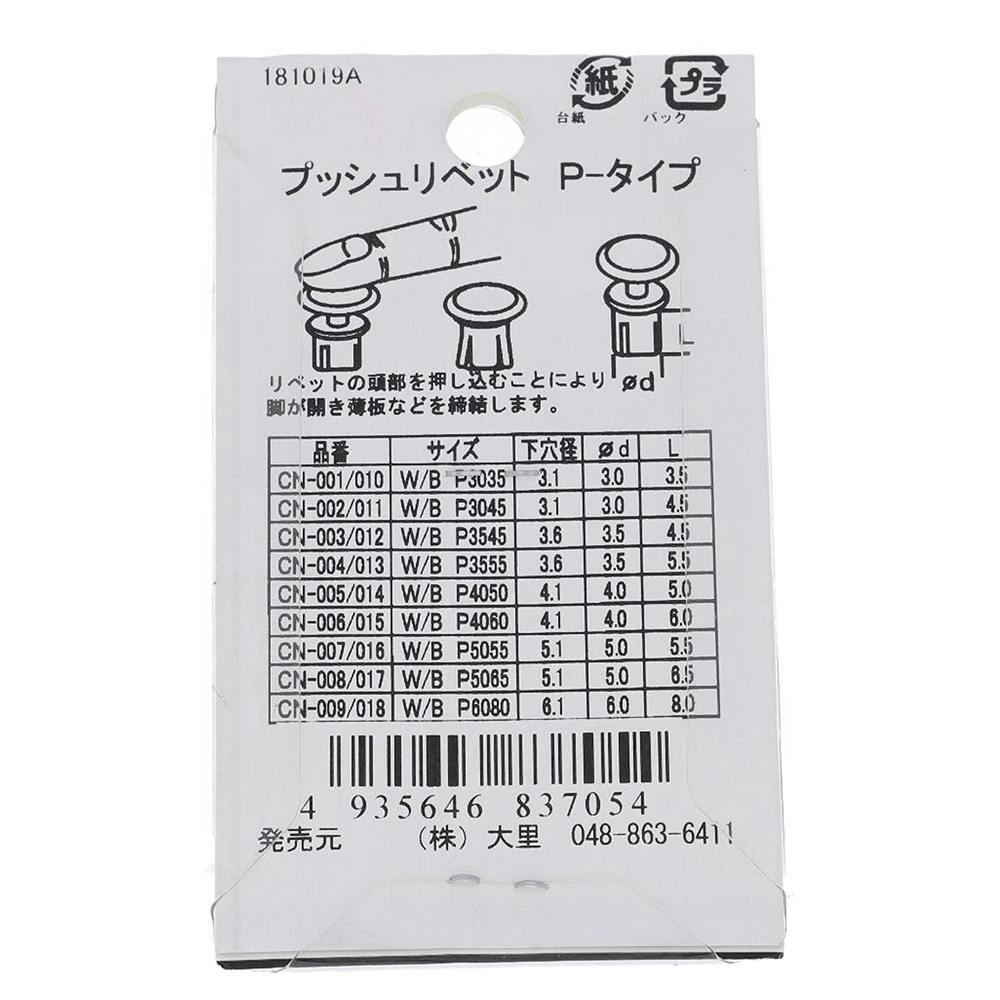 181019A
紙 プラ
台紙 パック
プッシュリベット P-タイプ
L
リベットの頭部を押し込むことにより ød
脚が開き薄板などを締結します。
品番 サイズ 下穴径 ød L
CN-001/010 W/B P3035 3.1 3.0 3.5
CN-002/011 W/B P3045 3.1 3.0 4.5
CN-003/012 W/B P3545 3.6 3.5 4.5
CN-004/013 W/B P3555 3.6 3.5 5.5
CN-005/014 W/B P4050 4.1 4.0 5.0
CN-006/015 W/B P4060 4.1 4.0 6.0
CN-007/016 W/B P5055 5.1 5.0 5.5
CN-008/017 W/B P5065 5.1 5.0 6.5
CN-009/018 W/B P6080 6.1 6.0 8.0
4 935646 837054
発売元 (株) 大里 048-863-6411